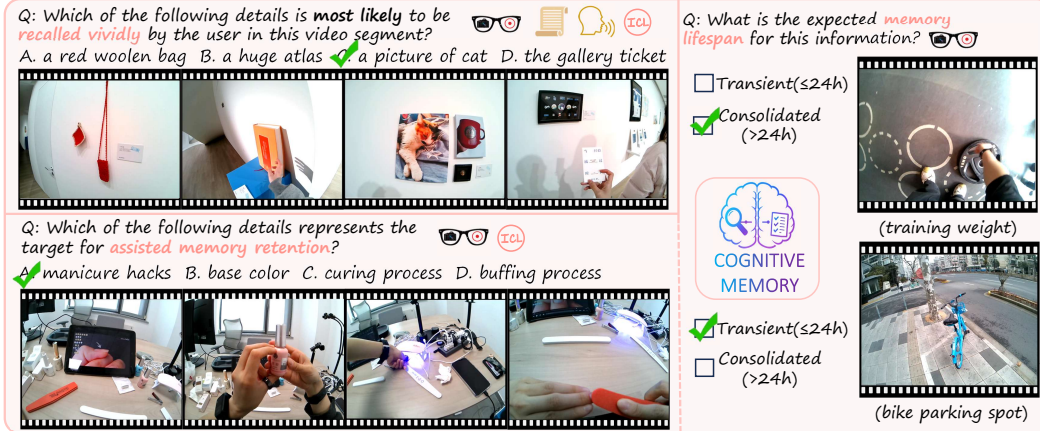 Q: Which of the following details is most likely to be
recalled vividly by the user in this video segment?
ICL
A. a red woolen bag B. a huge atlas C. a picture of cat D. the gallery ticket
Q: Which of the following details represents the
target for assisted memory retention?
ICL
A. manicure hacks B. base color C. curing process D. buffing process
Q: What is the expected memory
lifespan for this information?
Transient(≤24h)
Consolidated
(>24h)
(training weight)
COGNITIVE
MEMORY
Transient(≤24h)
Consolidated
(>24h)
(bike parking spot)